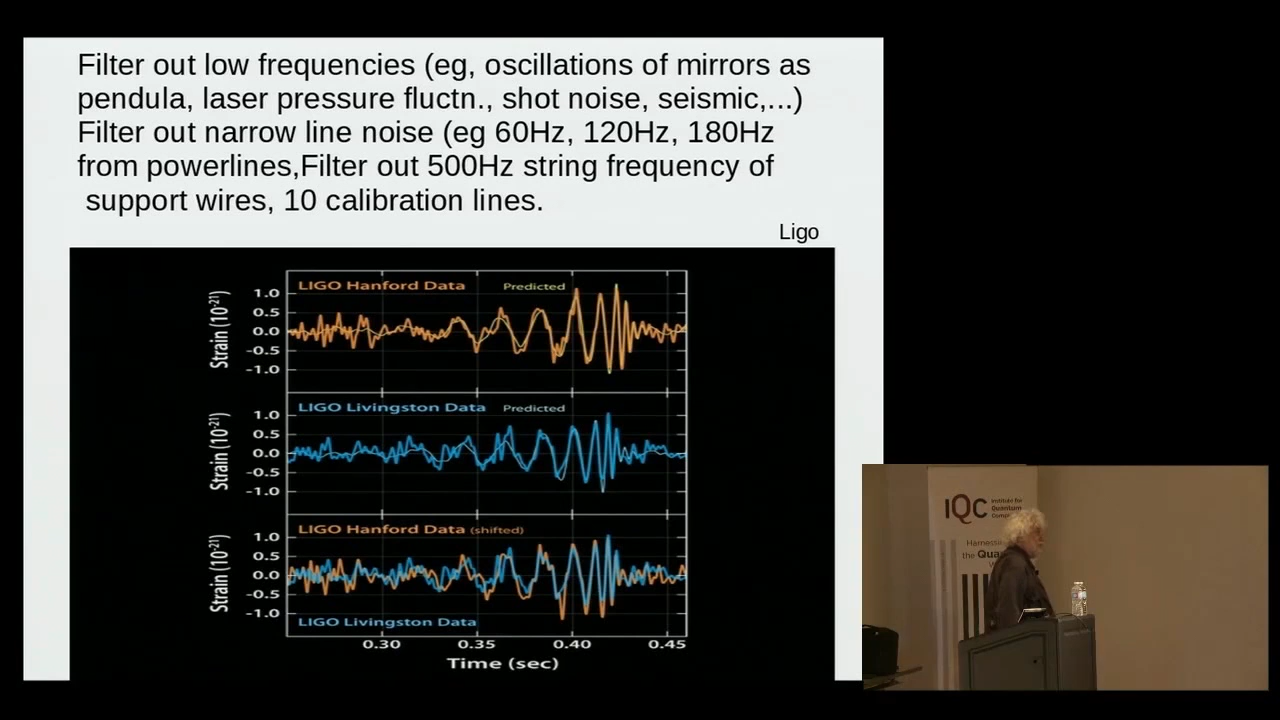 Filter out low frequencies (eg, oscillations of mirrors as
pendula, laser pressure fluctn., shot noise, seismic,...)
Filter out narrow line noise (eg 60Hz, 120Hz, 180Hz
from powerlines,Filter out 500Hz string frequency of
support wires, 10 calibration lines.
Ligo
LIGO Hanford Data
Predicted
Strain (10⁻²¹)
1.0
0.5
0.0
-0.5
-1.0
LIGO Livingston Data
Predicted
Strain (10⁻²¹)
1.0
0.5
0.0
-0.5
-1.0
LIGO Hanford Data (shifted)
Strain (10⁻²¹)
1.0
0.5
0.0
-0.5
-1.0
LIGO Livingston Data
0.30 0.35 0.40 0.45
Time (sec)
IQC
Institute for
Quantum
the Qua